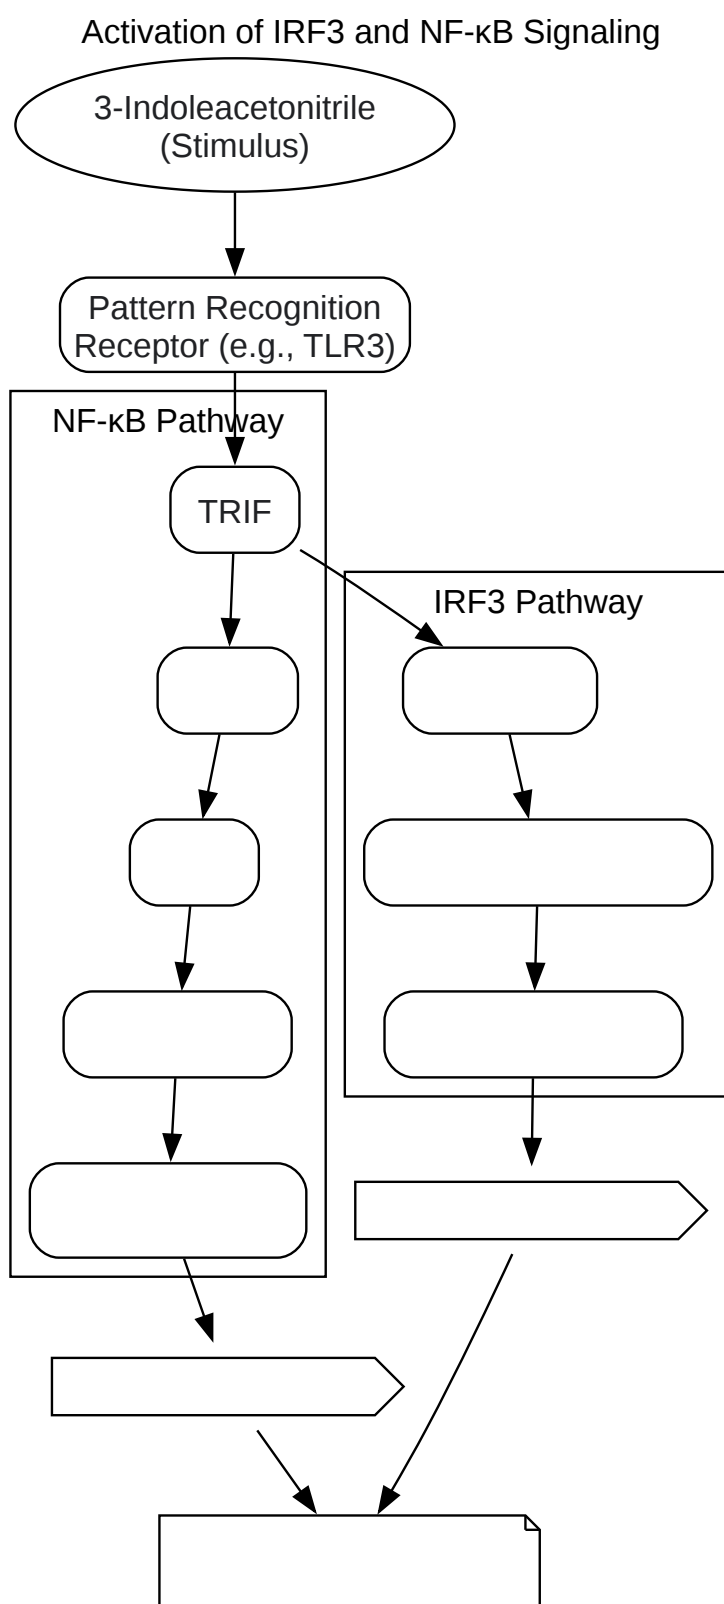 Activation of IRF3 and NF-κB Signaling
3-Indoleacetonitrile
(Stimulus)
Pattern Recognition
Receptor (e.g., TLR3)
NF-κB Pathway
TRIF
IRF3 Pathway